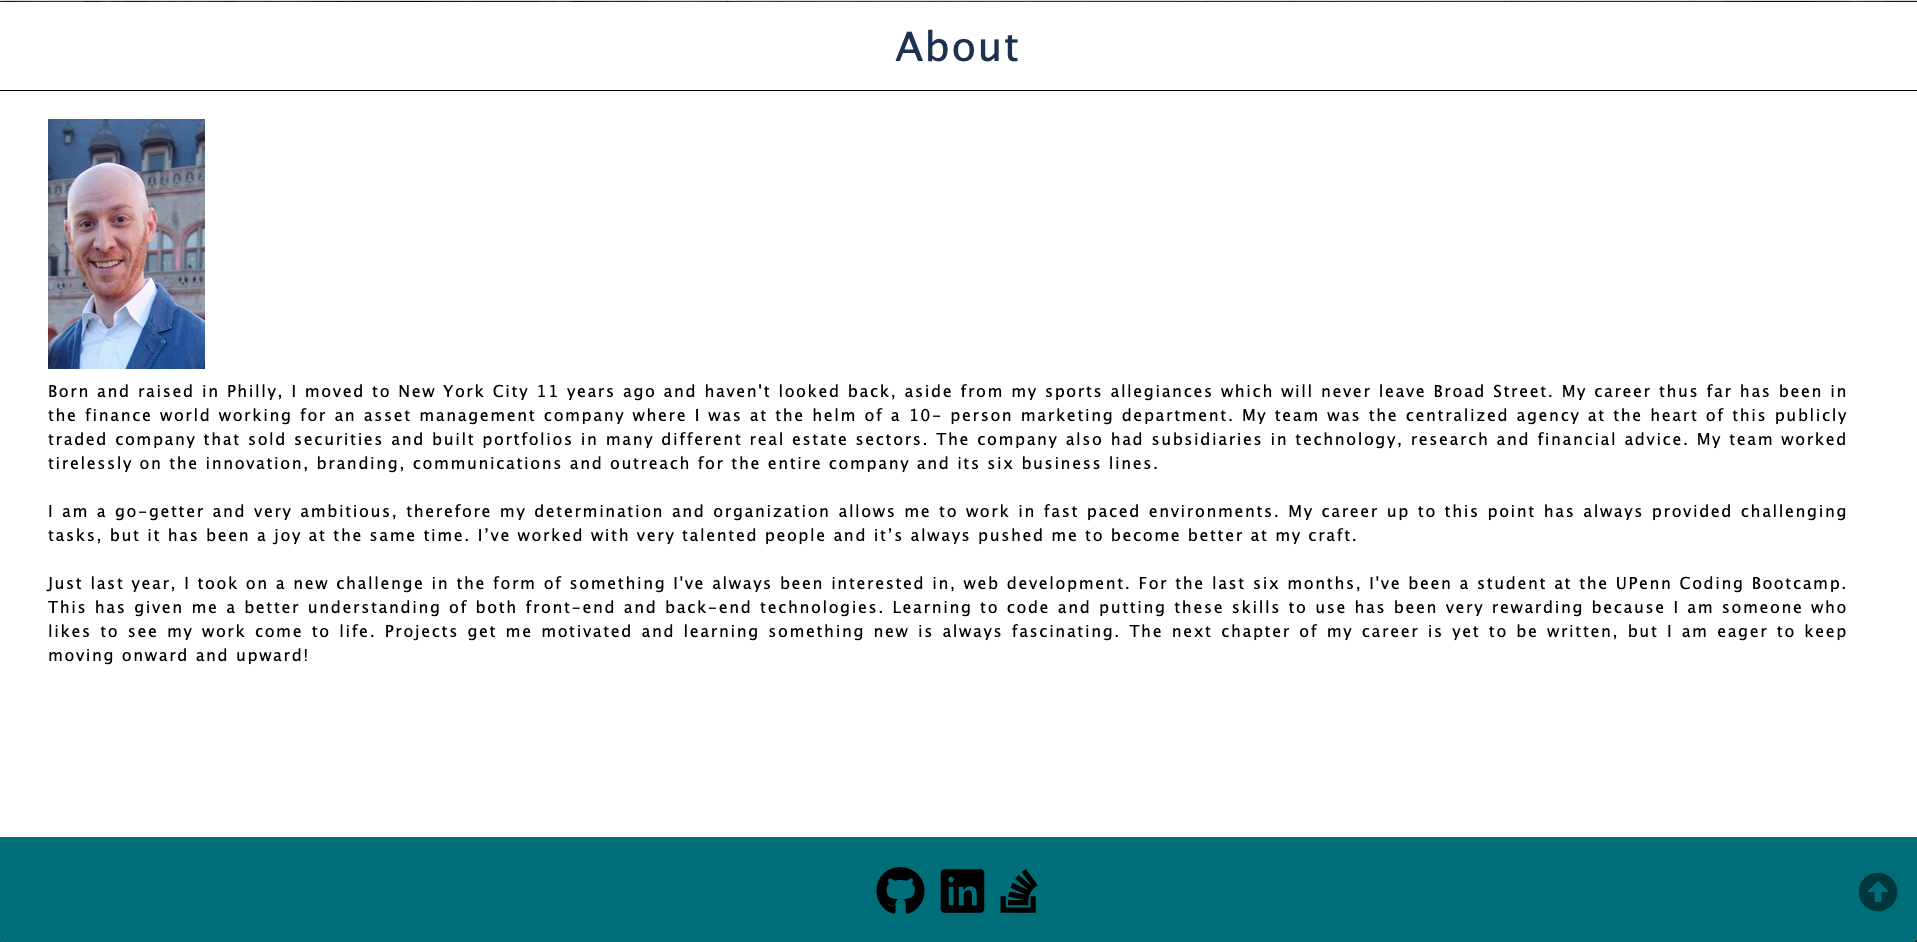 About
Born and raised in Philly, I moved to New York City 11 years ago and haven't looked back, aside from my sports allegiances which will never leave Broad Street. My career thus far has been in
the finance world working for an asset management company where I was at the helm of a 10- person marketing department. My team was the centralized agency at the heart of this publicly
traded company that sold securities and built portfolios in many different real estate sectors. The company also had subsidiaries in technology, research and financial advice. My team worked
tirelessly on the innovation, branding, communications and outreach for the entire company and its six business lines.
I am a go-getter and very ambitious, therefore my determination and organization allows me to work in fast paced environments. My career up to this point has always provided challenging
tasks, but it has been a joy at the same time. I’ve worked with very talented people and it’s always pushed me to become better at my craft.
Just last year, I took on a new challenge in the form of something I've always been interested in, web development. For the last six months, I've been a student at the UPenn Coding Bootcamp.
This has given me a better understanding of both front-end and back-end technologies. Learning to code and putting these skills to use has been very rewarding because I am someone who
likes to see my work come to life. Projects get me motivated and learning something new is always fascinating. The next chapter of my career is yet to be written, but I am eager to keep
moving onward and upward!
in